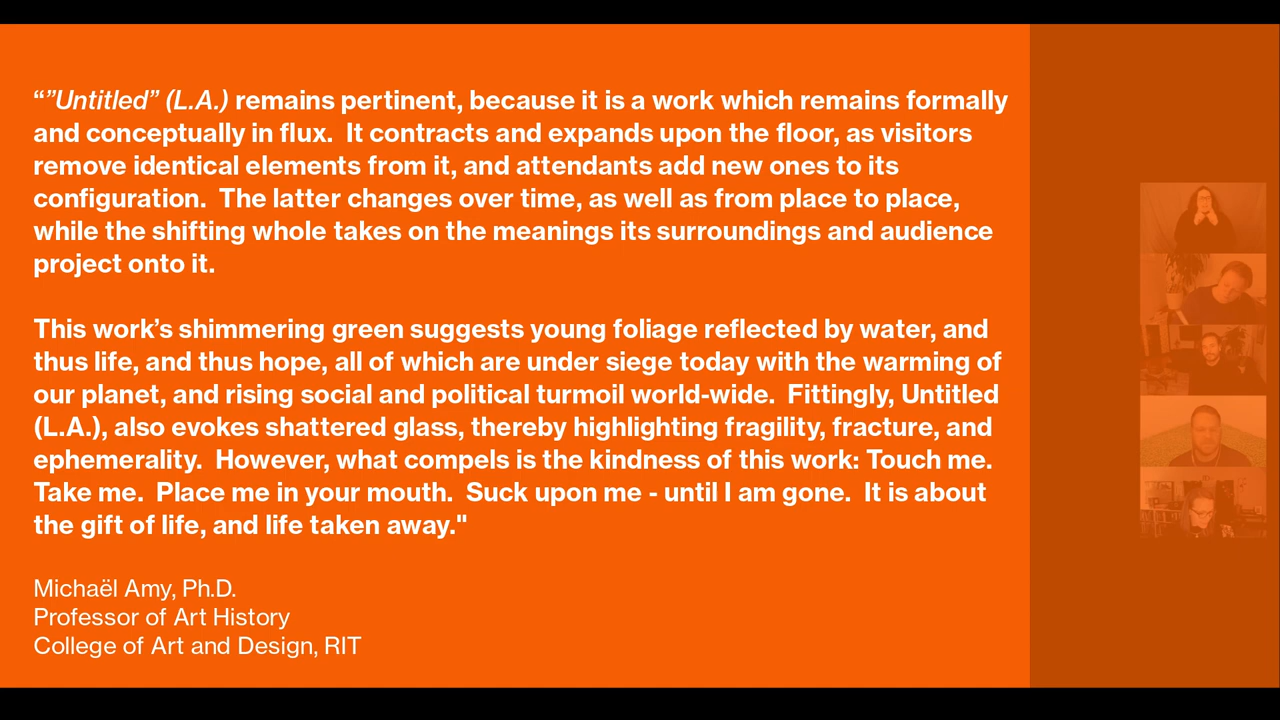 “”Untitled” (L.A.) remains pertinent, because it is a work which remains formally
and conceptually in flux.  It contracts and expands upon the floor, as visitors
remove identical elements from it, and attendants add new ones to its
configuration.  The latter changes over time, as well as from place to place,
while the shifting whole takes on the meanings its surroundings and audience
project onto it.
This work’s shimmering green suggests young foliage reflected by water, and
thus life, and thus hope, all of which are under siege today with the warming of
our planet, and rising social and political turmoil world-wide.  Fittingly, Untitled
(L.A.), also evokes shattered glass, thereby highlighting fragility, fracture, and
ephemerality.  However, what compels is the kindness of this work: Touch me.
Take me.  Place me in your mouth.  Suck upon me - until I am gone.  It is about
the gift of life, and life taken away."
Michaël Amy, Ph.D.
Professor of Art History
College of Art and Design, RIT